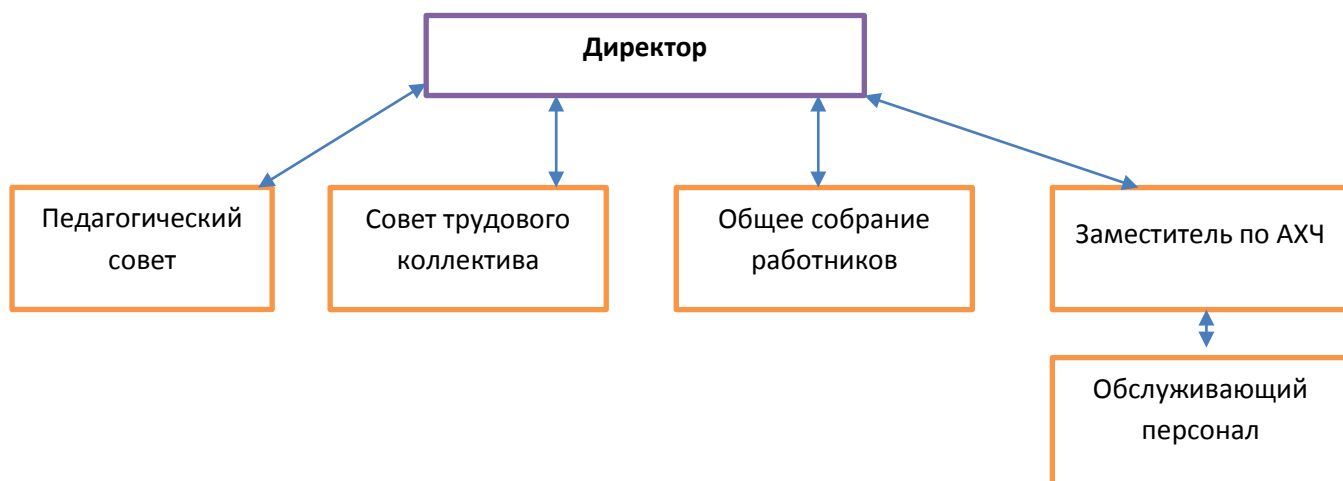 Директор
Педагогический
совет
Совет трудового
коллектива
Общее собрание
работников
Заместитель по АХЧ
Обслуживающий
персонал